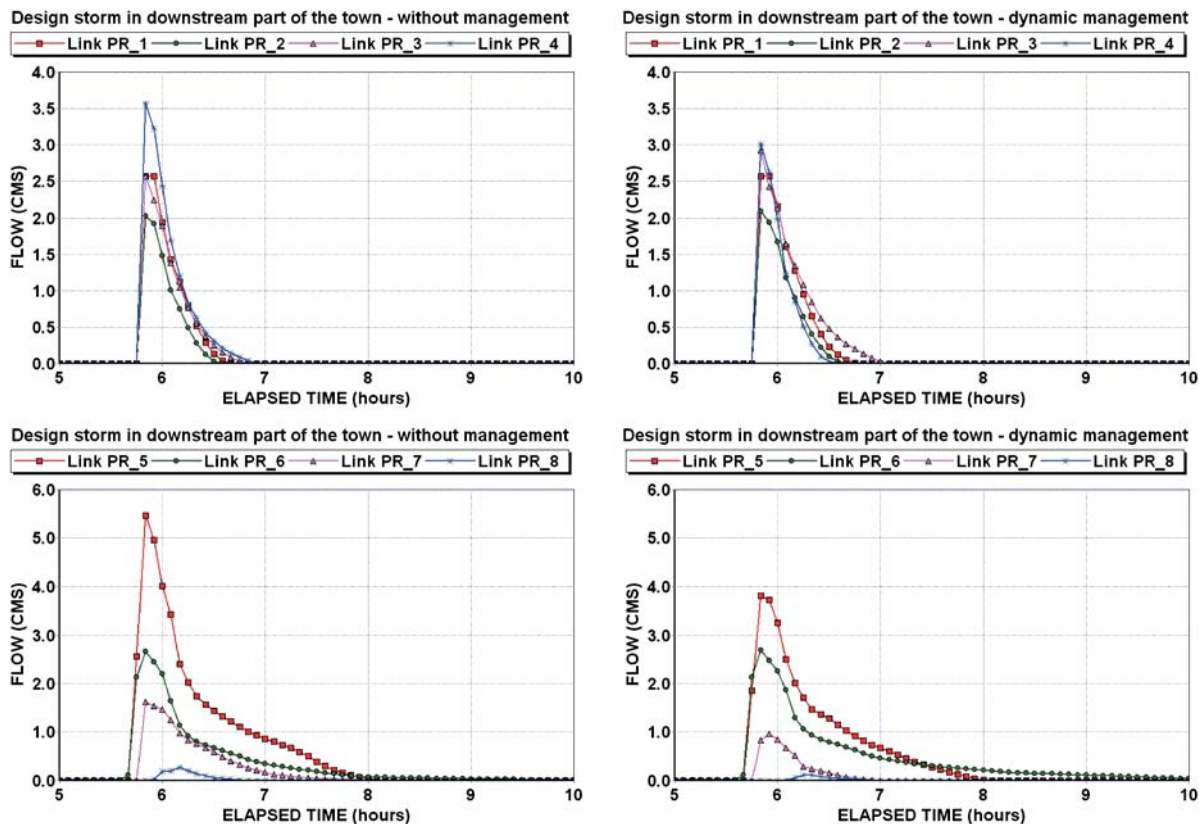 Design storm in downstream part of the town - without management
Link PR_1 Link PR_2 Link PR_3 Link PR_4
FLOW (CMS)
4.0
3.5
3.0
2.5
2.0
1.5
1.0
0.5
0.0
5 6 7 8 9 10
ELAPSED TIME (hours)
Design storm in downstream part of the town - dynamic management
Link PR_1 Link PR_2 Link PR_3 Link PR_4
FLOW (CMS)
4.0
3.5
3.0
2.5
2.0
1.5
1.0
0.5
0.0
5 6 7 8 9 10
ELAPSED TIME (hours)
Design storm in downstream part of the town - without management
Link PR_5 Link PR_6 Link PR_7 Link PR_8
FLOW (CMS)
6.0
5.0
4.0
3.0
2.0
1.0
0.0
5 6 7 8 9 10
ELAPSED TIME (hours)
Design storm in downstream part of the town - dynamic management
Link PR_5 Link PR_6 Link PR_7 Link PR_8
FLOW (CMS)
6.0
5.0
4.0
3.0
2.0
1.0
0.0
5 6 7 8 9 10
ELAPSED TIME (hours)